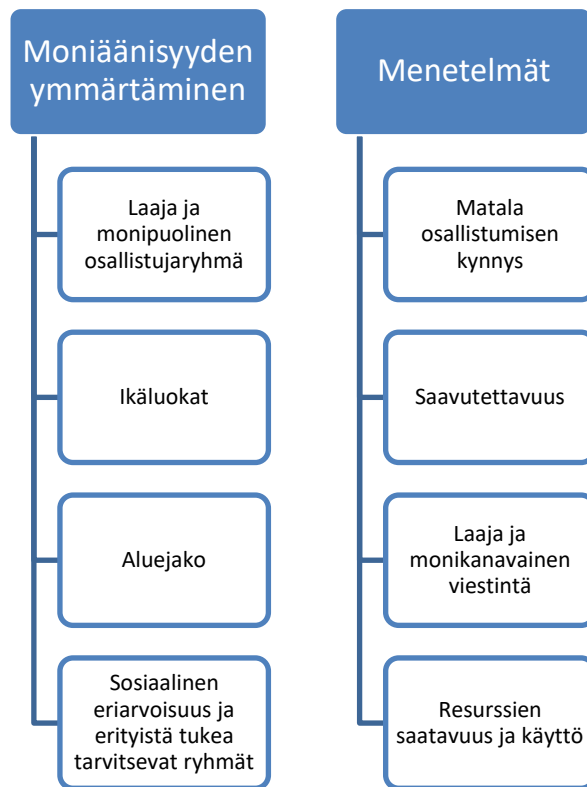 Moniäänisyyden
ymmärtäminen
Laaja ja
monipuolinen
osallistujaryhmä
Ikäluokat
Aluejako
Sosiaalinen
eriarvoisuus ja
erityistä tukea
tarvitsevat ryhmät
Menetelmät
Matala
osallistumisen
kynnys
Saavutettavuus
Laaja ja
monikanavainen
viestintä
Resurssien
saatavuus ja käyttö